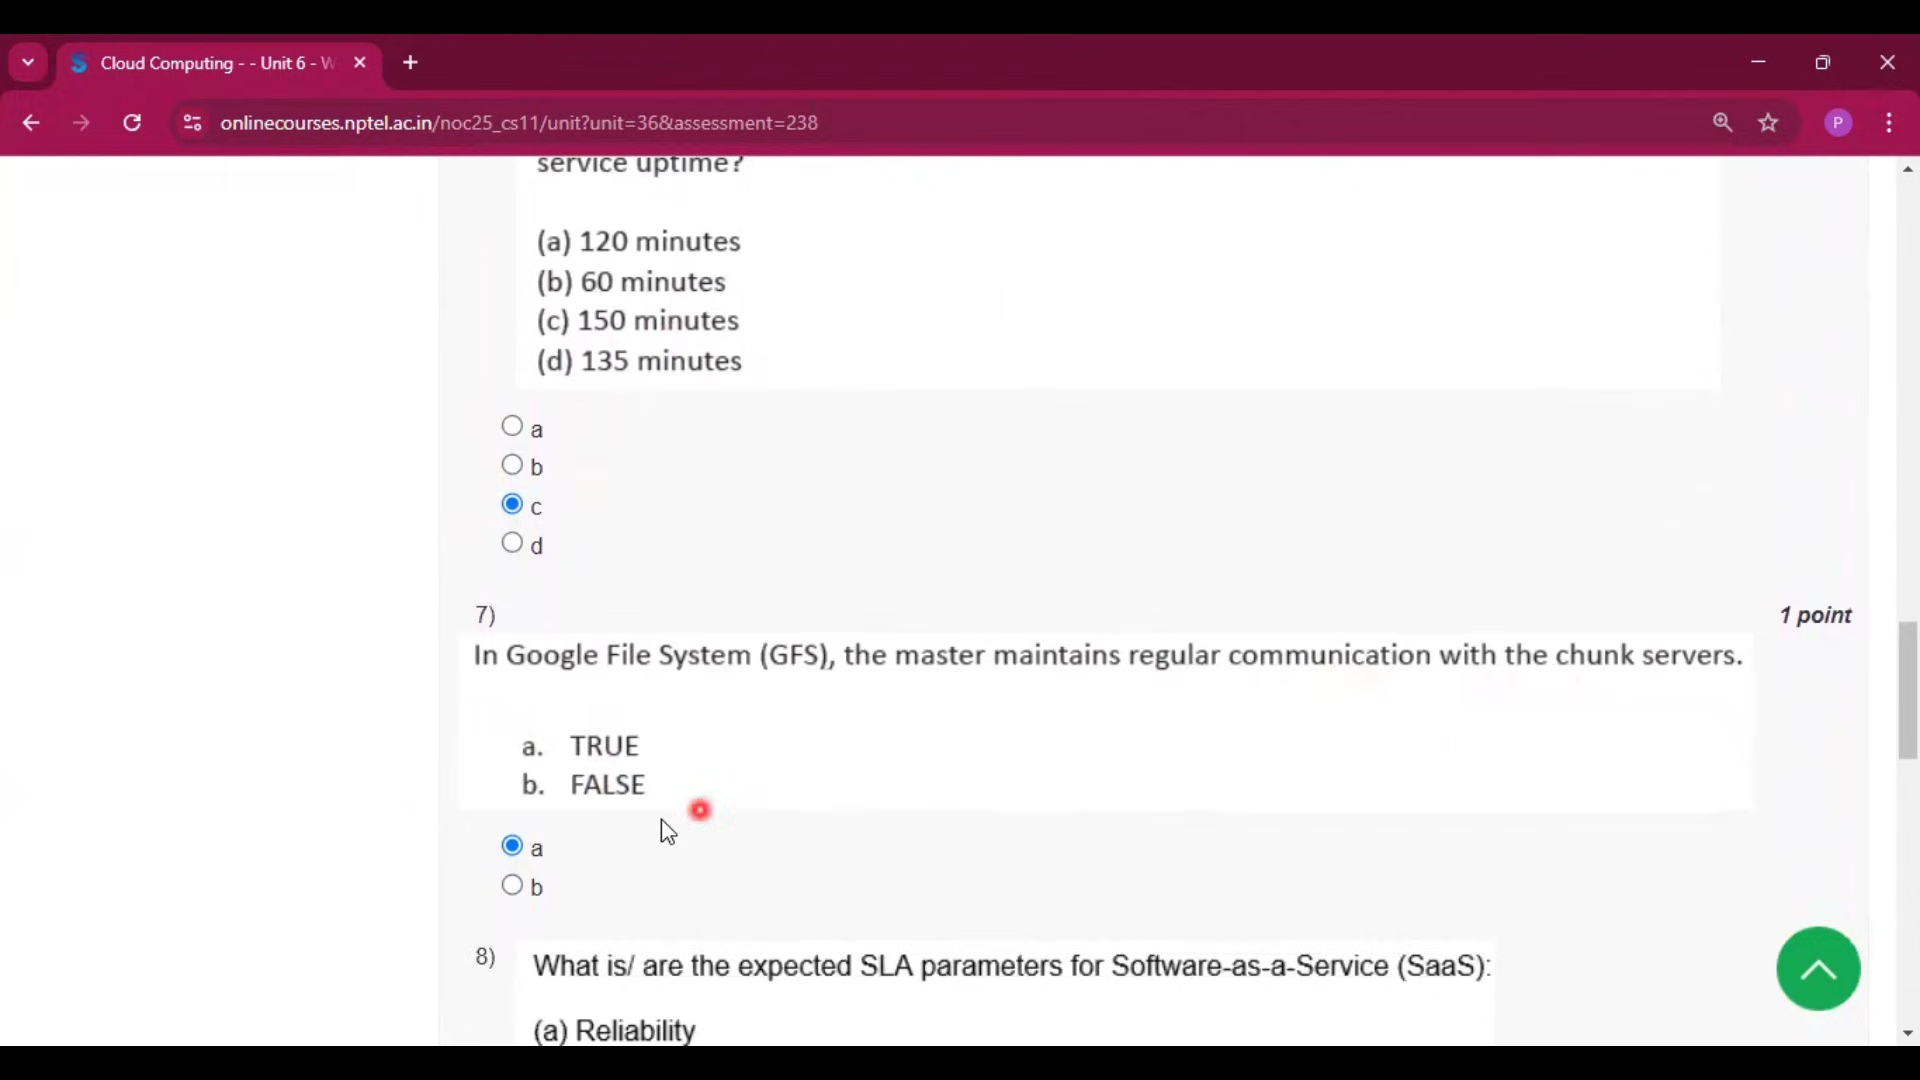 Cloud Computing - - Unit 6 - W
onlinecourses.nptel.ac.in/noc25_cs11/unit?unit=36&assessment=238
P
service uptime?
(a) 120 minutes
(b) 60 minutes
(c) 150 minutes
(d) 135 minutes
a
b
c
d
7)
1 point
In Google File System (GFS), the master maintains regular communication with the chunk servers.
a. TRUE
b. FALSE
a
b
8)
What is/ are the expected SLA parameters for Software-as-a-Service (SaaS):
(a) Reliability